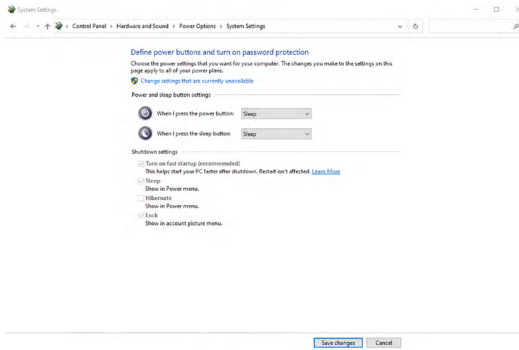 System Settings
Control Panel > Hardware and Sound > Power Options > System Settings
Define power buttons and turn on password protection
Choose the power settings that you want for your computer. The changes you make to the settings on this
page apply to all of your power plans.
Change settings that are currently unavailable
Power and sleep button settings
When I press the power button: Sleep
When I press the sleep button: Sleep
Shutdown settings
Turn on fast startup (recommended)
This helps start your PC faster after shutdown. Restart isn't affected. Learn More
Sleep
Show in Power menu.
Hibernate
Show in Power menu.
Lock
Show in account picture menu.
Save changes Cancel